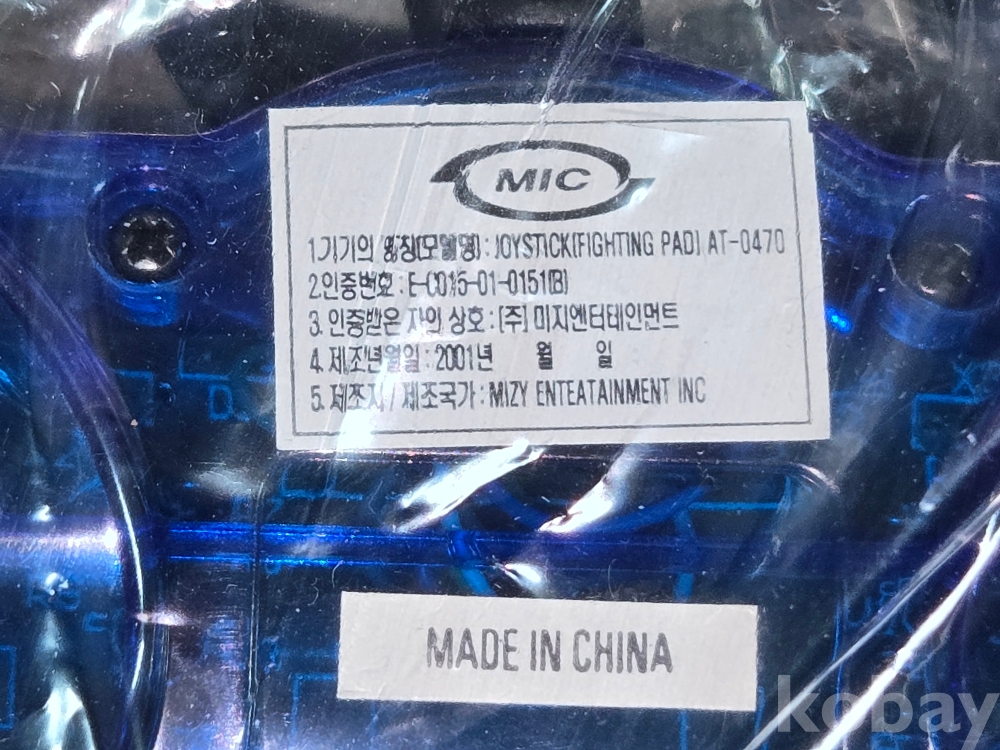 MIC
1.기기의 명칭(모델명) : JOYSTICK(FIGHTING PAD) AT-0470
2.인증번호 : E-C015-01-0151(B)
3. 인증받은 자의 상호 : (주) 미지엔터테인먼트
4. 제조년월일 : 2001년 월 일
5. 제조자 / 제조국가 : MIZY ENTEATAINMENT INC
MADE IN CHINA
kobay